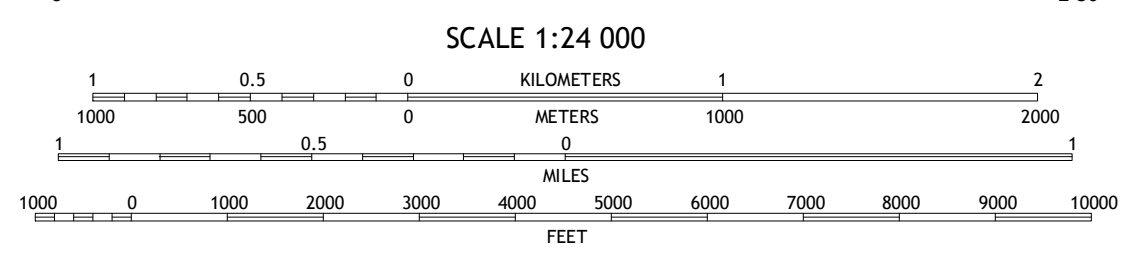 SCALE 1:24 000
1 0.5 0 KILOMETERS 1 2
1000 500 0 METERS 1000 2000
1 0.5 0 1
MILES
1000 0 1000 2000 3000 4000 5000 6000 7000 8000 9000 10000
FEET